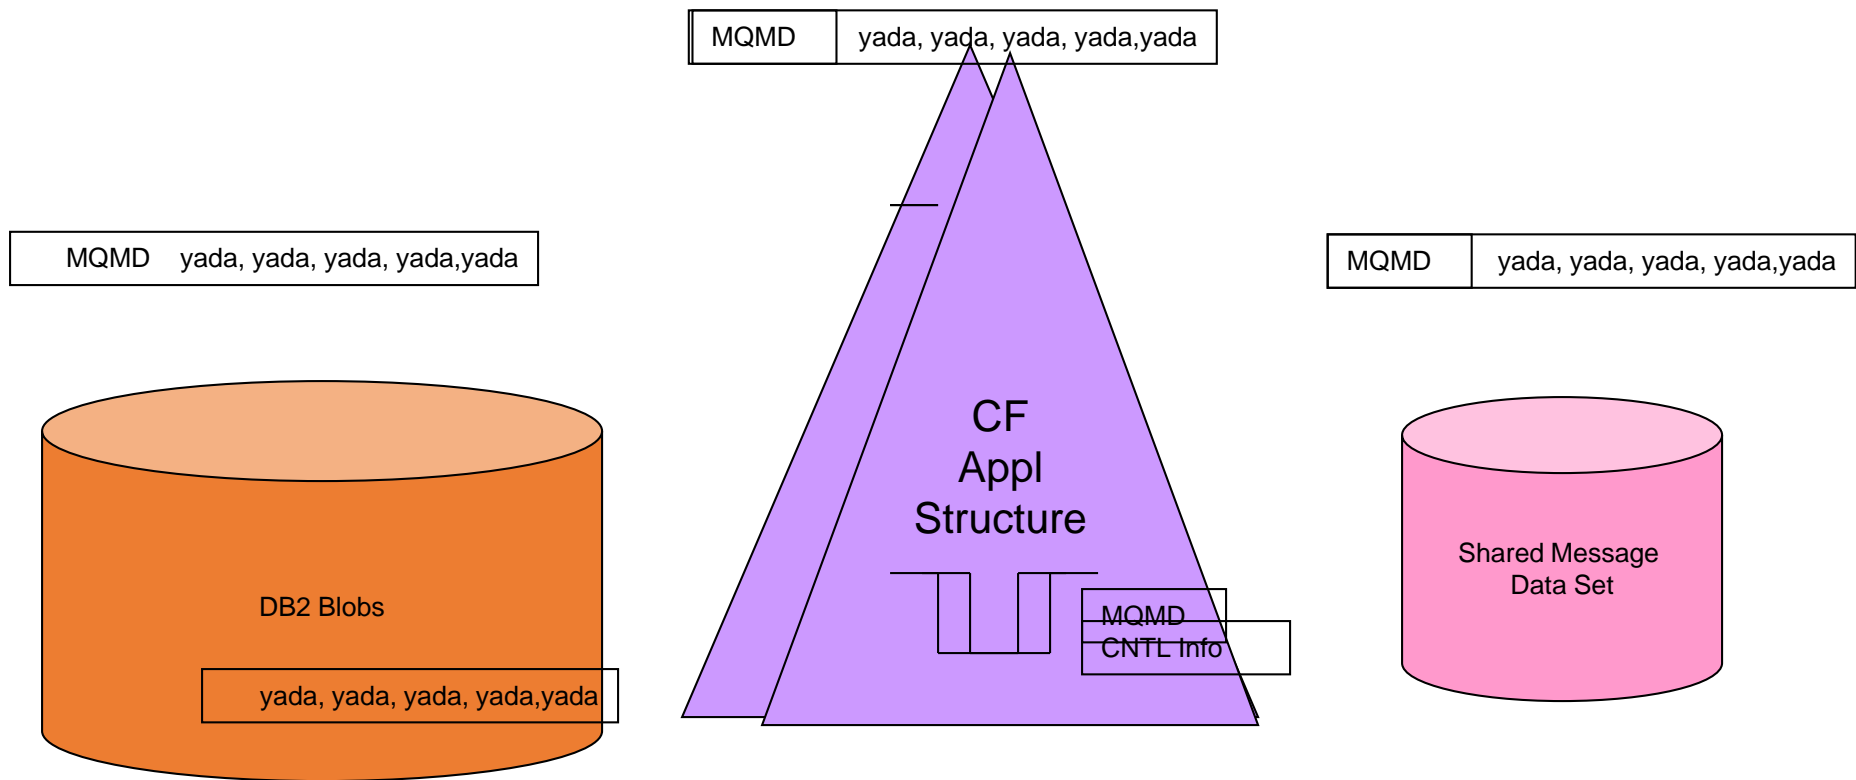 MQMD yada, yada, yada, yada,yada
MQMD yada, yada, yada, yada,yada
MQMD yada, yada, yada, yada,yada
CF
Appl
Structure
Shared Message
Data Set
DB2 Blobs
MQMD
CNTL Info
yada, yada, yada, yada,yada